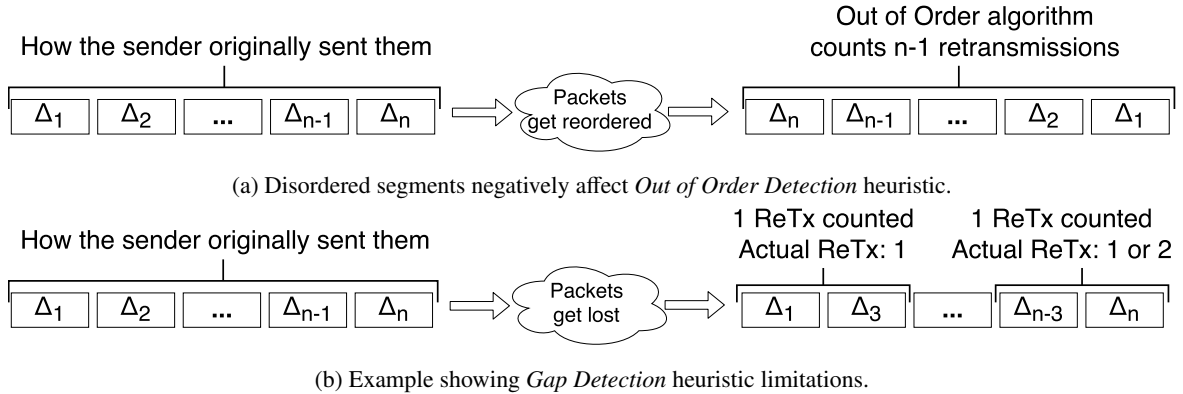 How the sender originally sent them
Out of Order algorithm
counts n-1 retransmissions
Δ1 Δ2 ... Δn-1 Δn
Packets
get reordered
Δn Δn-1 ... Δ2 Δ1
(a) Disordered segments negatively affect Out of Order Detection heuristic.
How the sender originally sent them
1 ReTx counted
Actual ReTx: 1
1 ReTx counted
Actual ReTx: 1 or 2
Δ1 Δ2 ... Δn-1 Δn
Packets
get lost
Δ1 Δ3 ... Δn-3 Δn
(b) Example showing Gap Detection heuristic limitations.